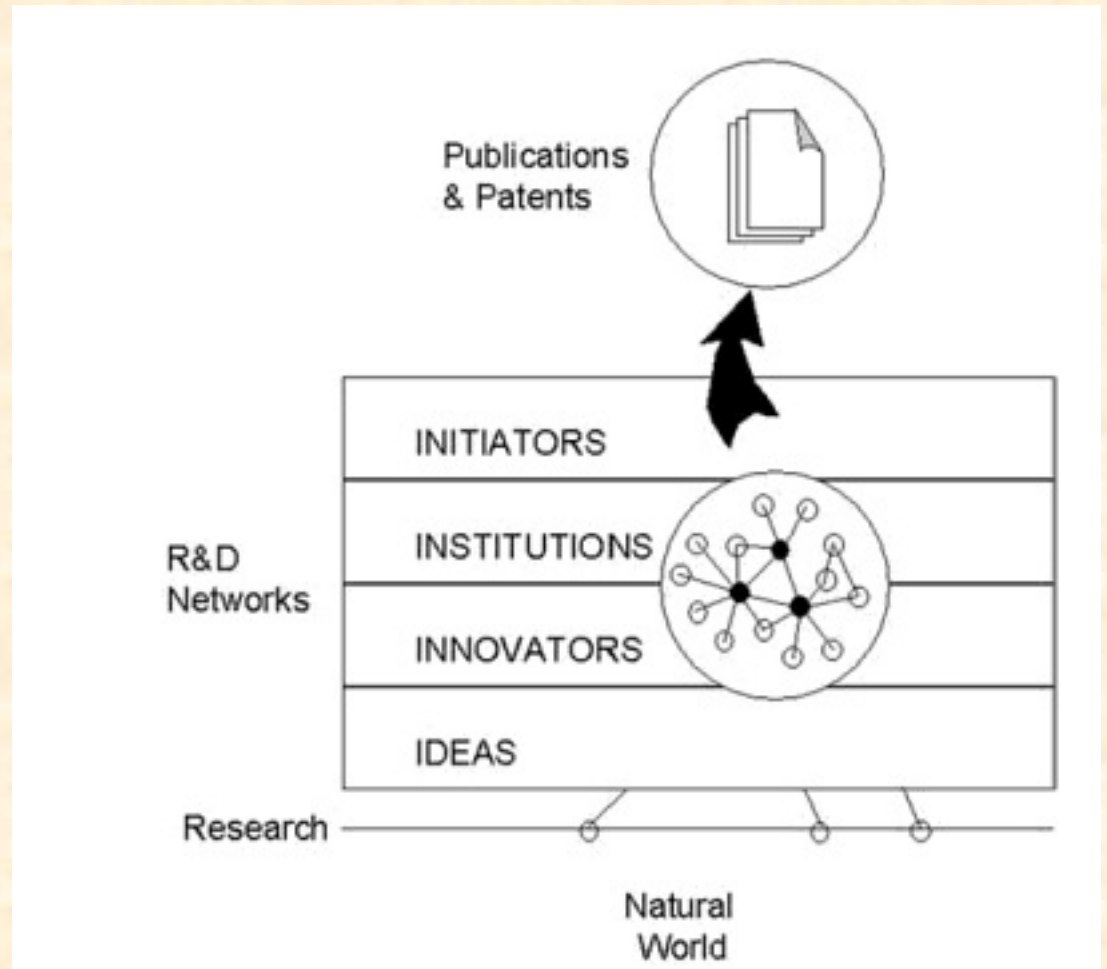 Publications
& Patents
INITIATORS
INSTITUTIONS
R&D
Networks
INNOVATORS
IDEAS
Research
Natural
World